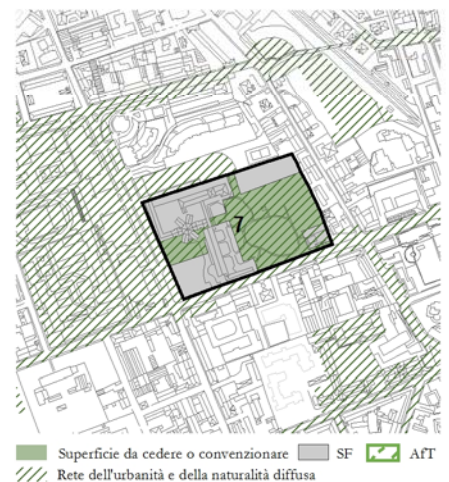 7
Superficie da cedere o convenzionare SF AfT
Rete dell'urbanità e della naturalità diffusa